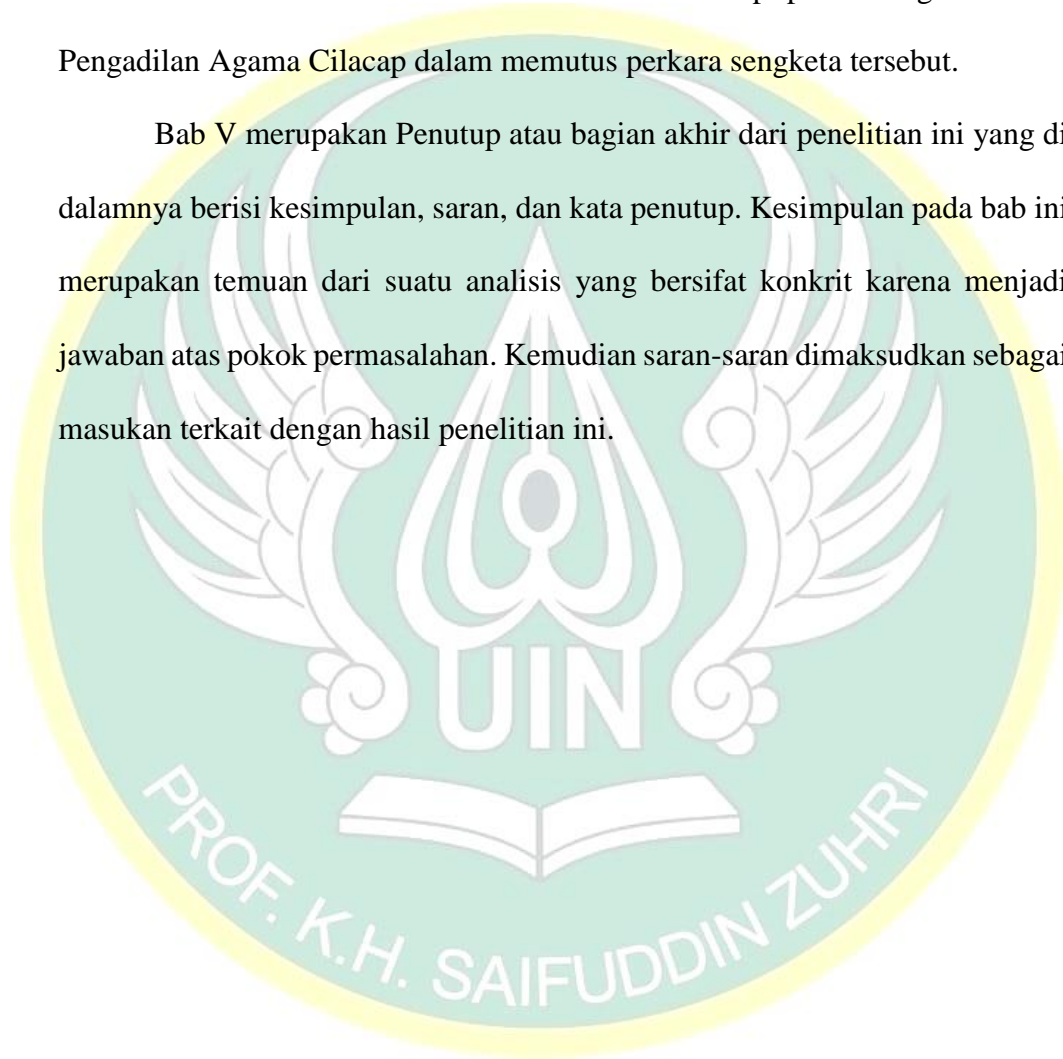 Pengadilan Agama Cilacap dalam memutus perkara sengketa tersebut.
Bab V merupakan Penutup atau bagian akhir dari penelitian ini yang di
dalamnya berisi kesimpulan, saran, dan kata penutup. Kesimpulan pada bab ini
merupakan temuan dari suatu analisis yang bersifat konkrit karena menjadi
jawaban atas pokok permasalahan. Kemudian saran-saran dimaksudkan sebagai
masukan terkait dengan hasil penelitian ini.
UIN
PROF. K.H. SAIFUDDIN ZUHRI